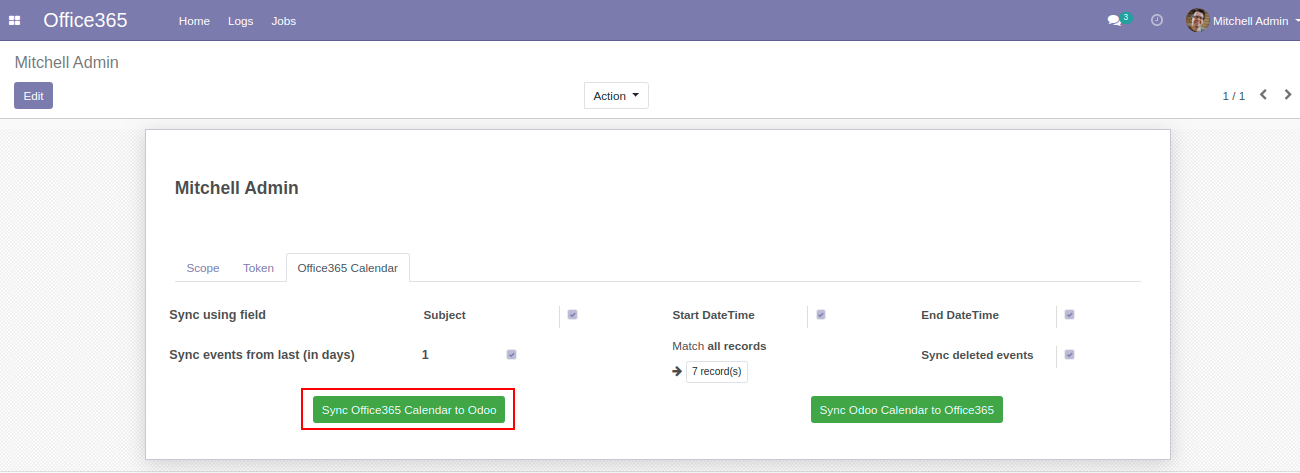 Office365 Home Logs Jobs 3 Mitchell Admin
Mitchell Admin
Edit Action 1 / 1
Mitchell Admin
Scope Token Office365 Calendar
Sync using field Subject Start DateTime End DateTime
Match all records
Sync events from last (in days) 1 Sync deleted events
7 record(s)
Sync Office365 Calendar to Odoo Sync Odoo Calendar to Office365